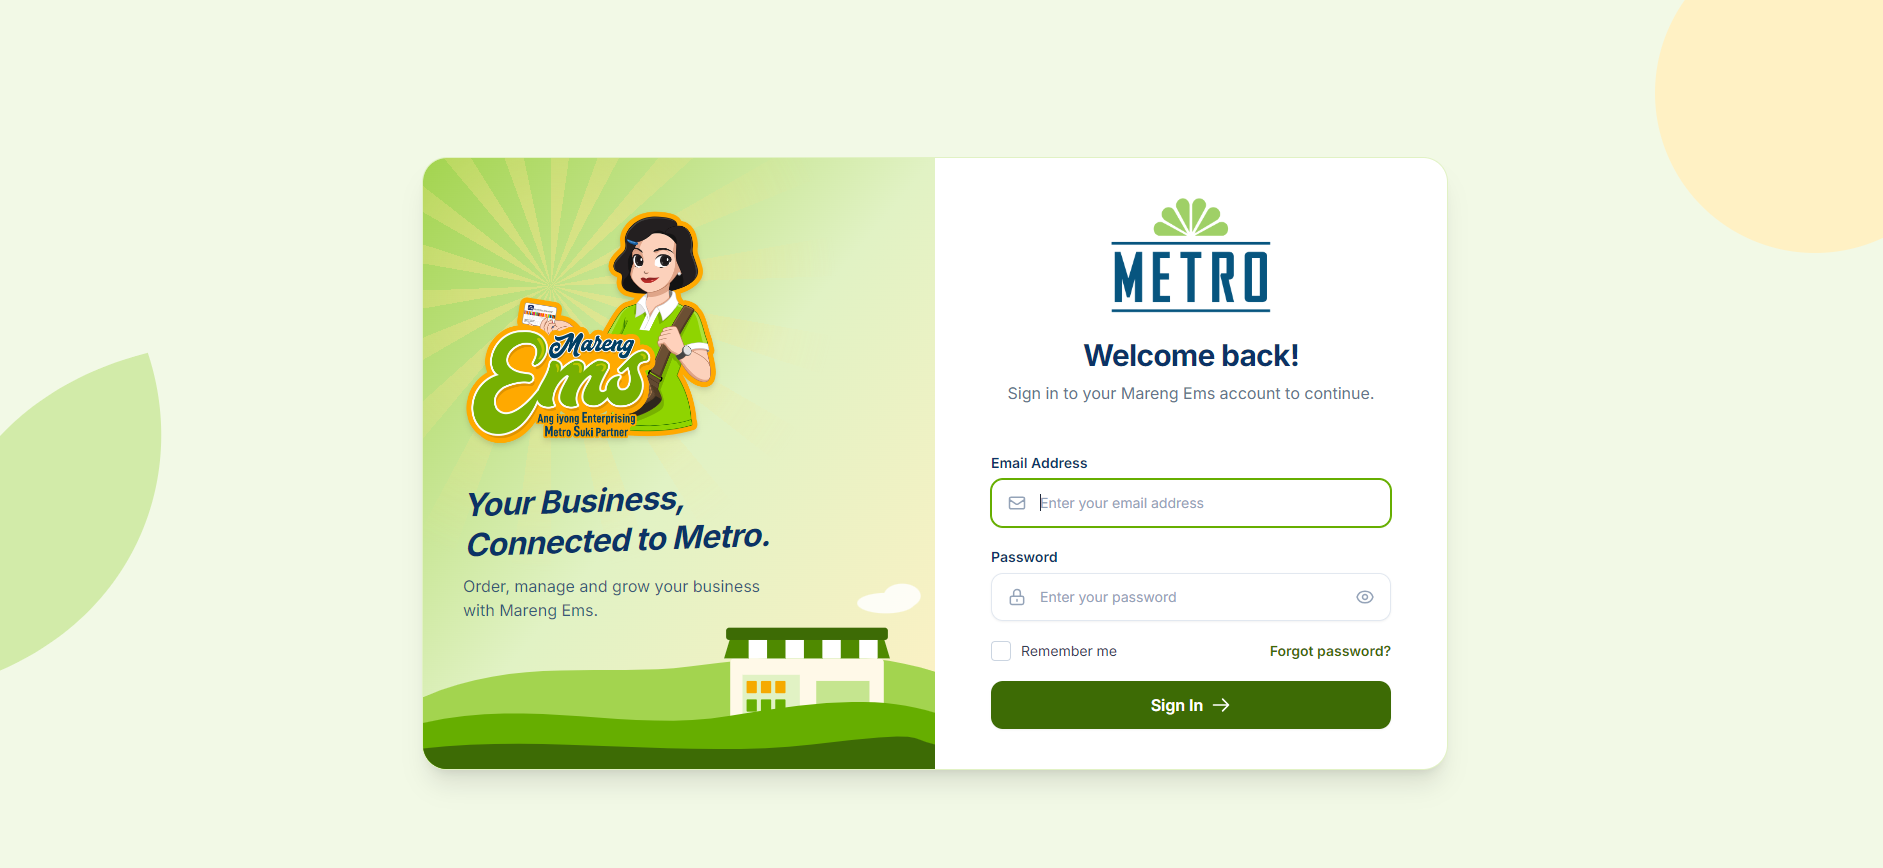 Mareng
Ems
Ang iyong Enterprising
Metro Suki Partner
Your Business,
Connected to Metro.
Order, manage and grow your business
with Mareng Ems.
METRO
Welcome back!
Sign in to your Mareng Ems account to continue.
Email Address
Enter your email address
Password
Enter your password
Remember me
Forgot password?
Sign In